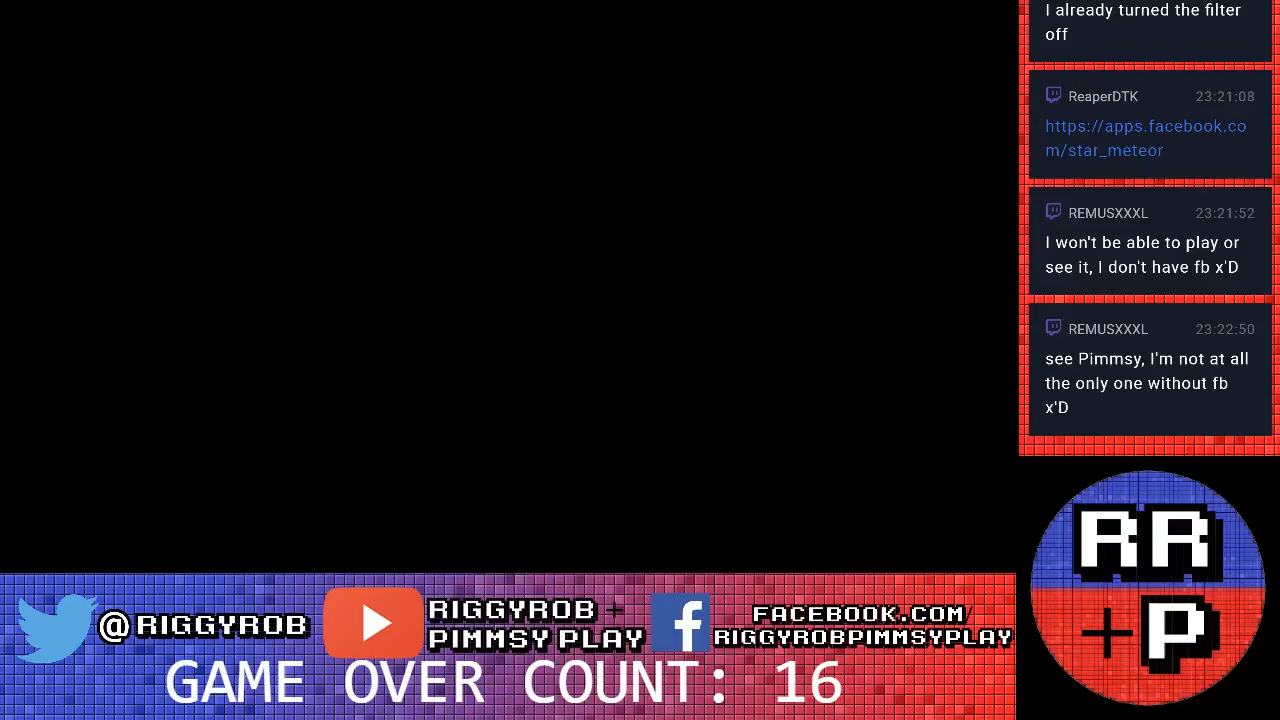 I already turned the filter
off
ReaperDTK 23:21:08
https://apps.facebook.co
m/star_meteor
REMUSXXXL 23:21:52
I won't be able to play or
see it, I don't have fb x'D
REMUSXXXL 23:22:50
see Pimmsy, I'm not at all
the only one without fb
x'D
RR
+P
@RIGGYROB
RIGGYROB +
PIMMSY PLAY
FACEBOOK.COM/
RIGGYROBPIMMSYPLAY
GAME OVER COUNT: 16